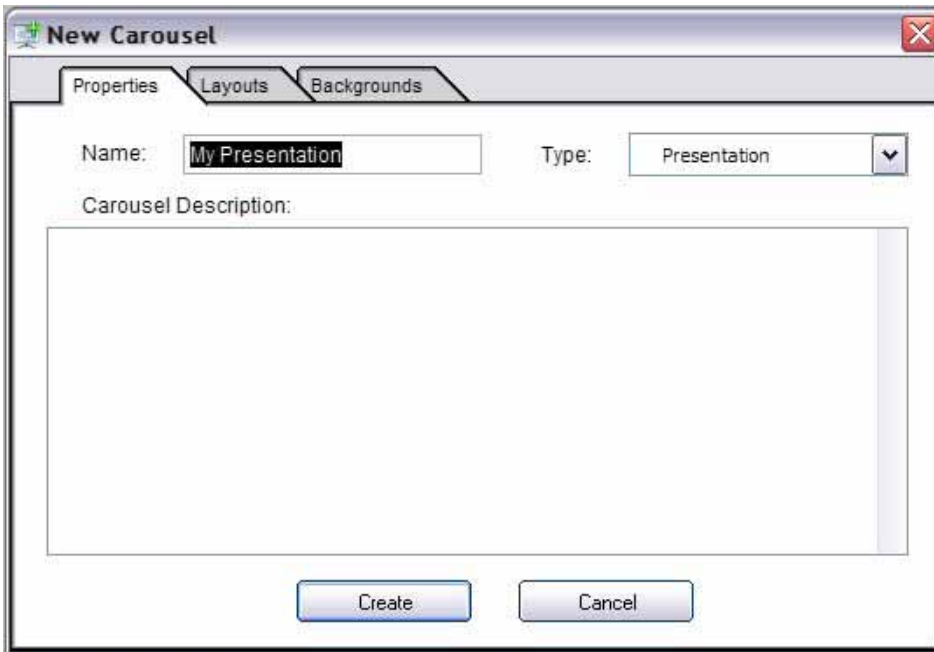 New Carousel
Properties Layouts Backgrounds
Name: My Presentation Type: Presentation
Carousel Description:
Create Cancel